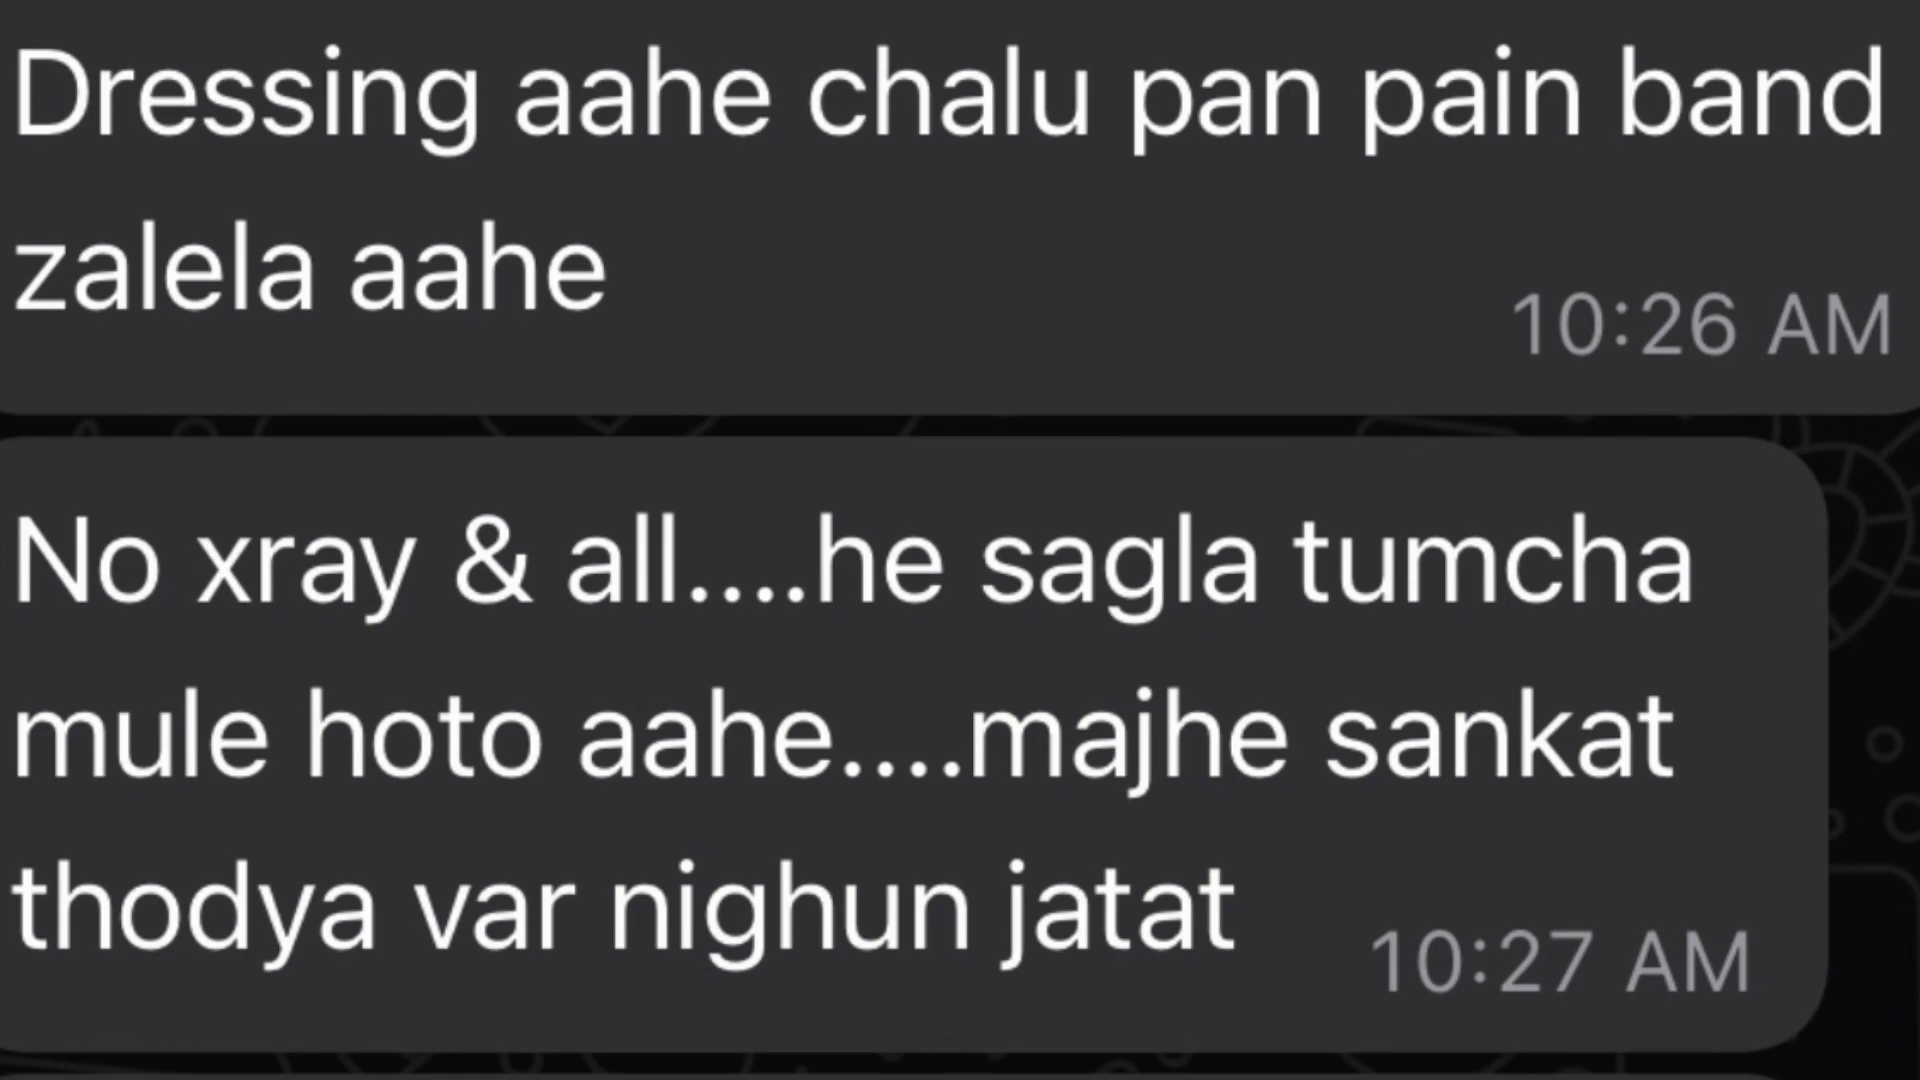 Dressing aahe chalu pan pain band
zalela aahe
10:26 AM
No xray & all....he sagla tumcha
mule hoto aahe....majhe sankat
thodya var nighun jatat
10:27 AM